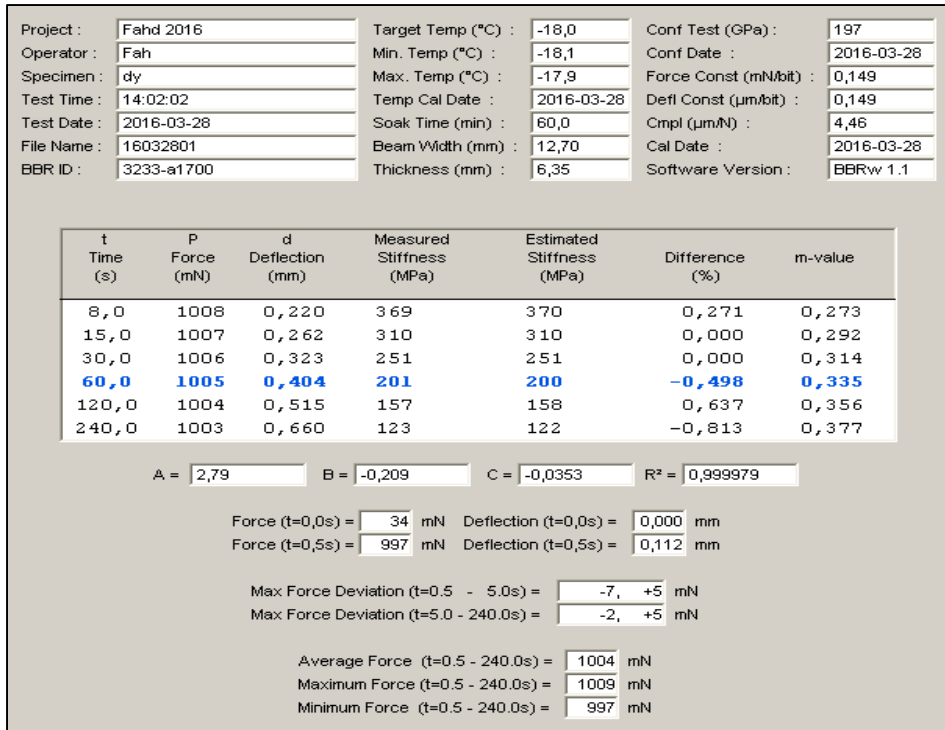 Project : Fahd 2016 Target Temp (°C) : -18,0 Conf Test (GPa) : 197
Operator : Fah Min. Temp (°C) : -18,1 Conf Date : 2016-03-28
Specimen : dy Max. Temp (°C) : -17,9 Force Const (mN/bit) : 0,149
Test Time : 14:02:02 Temp Cal Date : 2016-03-28 Defl Const (µm/bit) : 0,149
Test Date : 2016-03-28 Soak Time (min) : 60,0 Cmpl (µm/N) : 4,46
File Name : 16032801 Beam Width (mm) : 12,70 Cal Date : 2016-03-28
BBR ID : 3233-a1700 Thickness (mm) : 6,35 Software Version : BBRw 1.1
t P d Measured Estimated
Time Force Deflection Stiffness Stiffness Difference m-value
(s) (mN) (mm) (MPa) (MPa) (%)
8,0 1008 0,220 369 370 0,271 0,273
15,0 1007 0,262 310 310 0,000 0,292
30,0 1006 0,323 251 251 0,000 0,314
60,0 1005 0,404 201 200 -0,498 0,335
120,0 1004 0,515 157 158 0,637 0,356
240,0 1003 0,660 123 122 -0,813 0,377
A = 2,79 B = -0,209 C = -0,0353 R² = 0,999979
Force (t=0,0s) = 34 mN Deflection (t=0,0s) = 0,000 mm
Force (t=0,5s) = 997 mN Deflection (t=0,5s) = 0,112 mm
Max Force Deviation (t=0.5 - 5.0s) = -7, +5 mN
Max Force Deviation (t=5.0 - 240.0s) = -2, +5 mN
Average Force (t=0.5 - 240.0s) = 1004 mN
Maximum Force (t=0.5 - 240.0s) = 1009 mN
Minimum Force (t=0.5 - 240.0s) = 997 mN